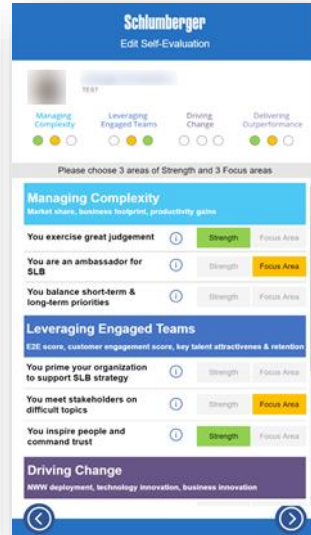 Schlumberger
Edit Self-Evaluation
TEST
Managing Complexity
Leveraging Engaged Teams
Driving Change
Delivering Outperformance
Please choose 3 areas of Strength and 3 Focus areas
Managing Complexity
Market share, business footprint, productivity gains
You exercise great judgement
Strength Focus Area
You are an ambassador for
SLB
Strength Focus Area
You balance short-term &
long-term priorities
Strength Focus Area
Leveraging Engaged Teams
E2E score, customer engagement score, key talent attractivenes & retention
You prime your organization
to support SLB strategy
Strength Focus Area
You meet stakeholders on
difficult topics
Strength Focus Area
You inspire people and
command trust
Strength Focus Area
Driving Change
NWW deployment, technology innovation, business innovation